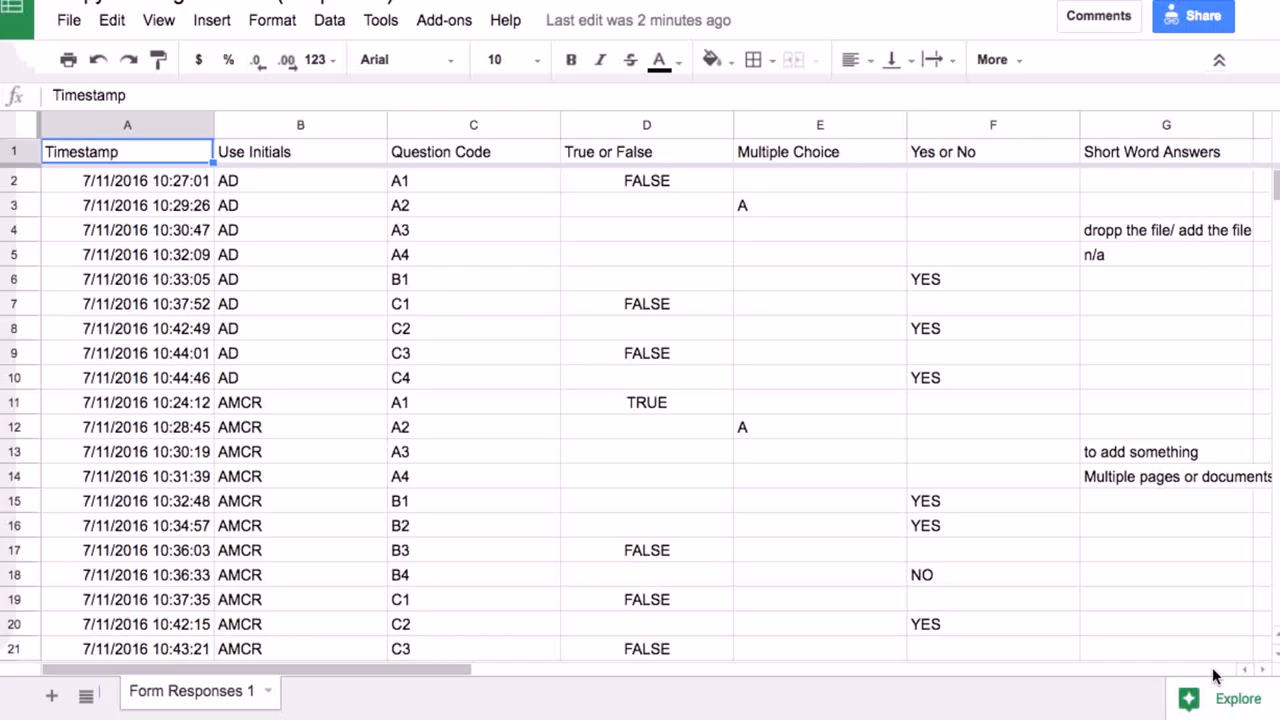 File Edit View Insert Format Data Tools Add-ons Help Last edit was 2 minutes ago Comments Share
$ % .0 .00 123 Arial 10 B I S A More
fx Timestamp
A B C D E F G
1 Timestamp Use Initials Question Code True or False Multiple Choice Yes or No Short Word Answers
2 7/11/2016 10:27:01 AD A1 FALSE
3 7/11/2016 10:29:26 AD A2 A
4 7/11/2016 10:30:47 AD A3 dropp the file/ add the file
5 7/11/2016 10:32:09 AD A4 n/a
6 7/11/2016 10:33:05 AD B1 YES
7 7/11/2016 10:37:52 AD C1 FALSE
8 7/11/2016 10:42:49 AD C2 YES
9 7/11/2016 10:44:01 AD C3 FALSE
10 7/11/2016 10:44:46 AD C4 YES
11 7/11/2016 10:24:12 AMCR A1 TRUE
12 7/11/2016 10:28:45 AMCR A2 A
13 7/11/2016 10:30:19 AMCR A3 to add something
14 7/11/2016 10:31:39 AMCR A4 Multiple pages or documents
15 7/11/2016 10:32:48 AMCR B1 YES
16 7/11/2016 10:34:57 AMCR B2 YES
17 7/11/2016 10:36:03 AMCR B3 FALSE
18 7/11/2016 10:36:33 AMCR B4 NO
19 7/11/2016 10:37:35 AMCR C1 FALSE
20 7/11/2016 10:42:15 AMCR C2 YES
21 7/11/2016 10:43:21 AMCR C3 FALSE
Form Responses 1 Explore